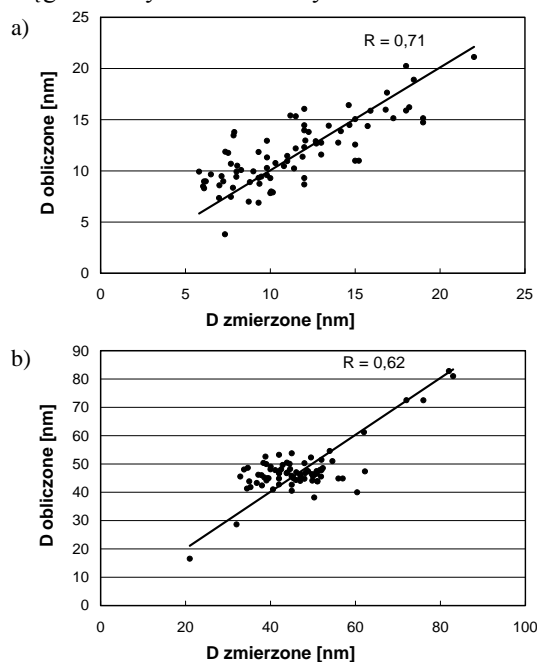 a)
R = 0,71
D obliczone [nm]
25
20
15
10
5
0
0 5 10 15 20 25
D zmierzone [nm]
b)
R = 0,62
D obliczone [nm]
90
80
70
60
50
40
30
20
10
0
0 20 40 60 80 100
D zmierzone [nm]